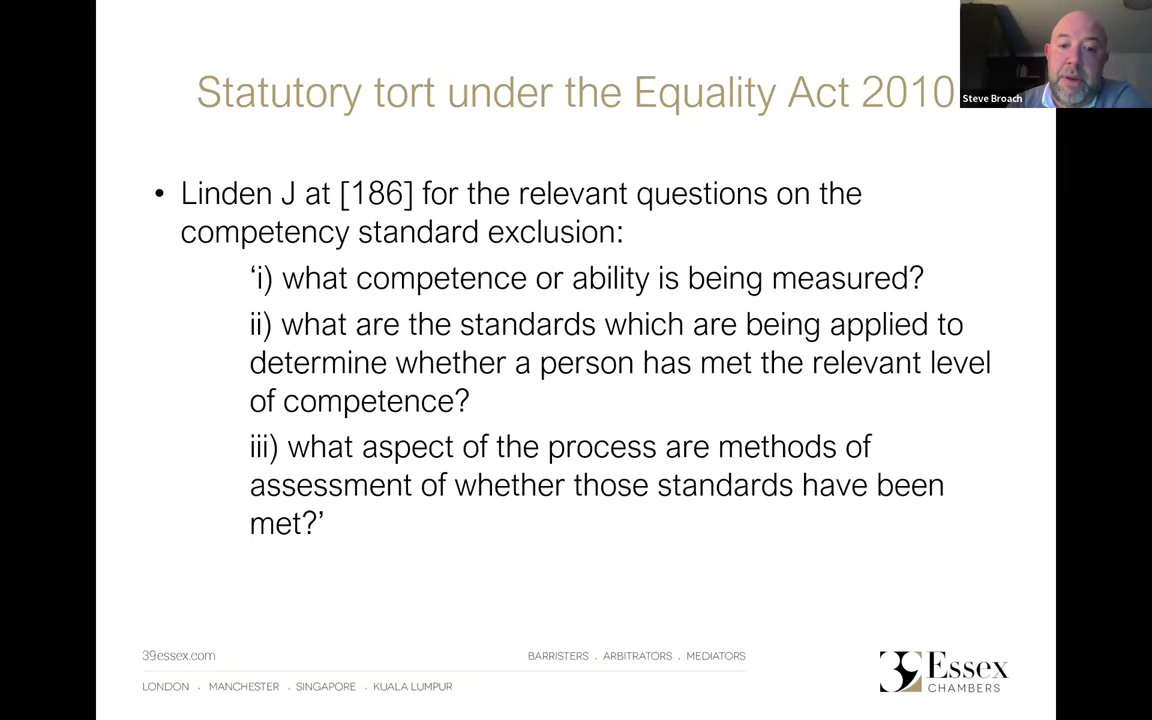 Statutory tort under the Equality Act 2010
Steve Broach
• Linden J at [186] for the relevant questions on the
competency standard exclusion:
‘i) what competence or ability is being measured?
ii) what are the standards which are being applied to
determine whether a person has met the relevant level
of competence?
iii) what aspect of the process are methods of
assessment of whether those standards have been
met?’
39essex.com
BARRISTERS . ARBITRATORS . MEDIATORS
LONDON . MANCHESTER . SINGAPORE . KUALA LUMPUR
39 Essex
CHAMBERS